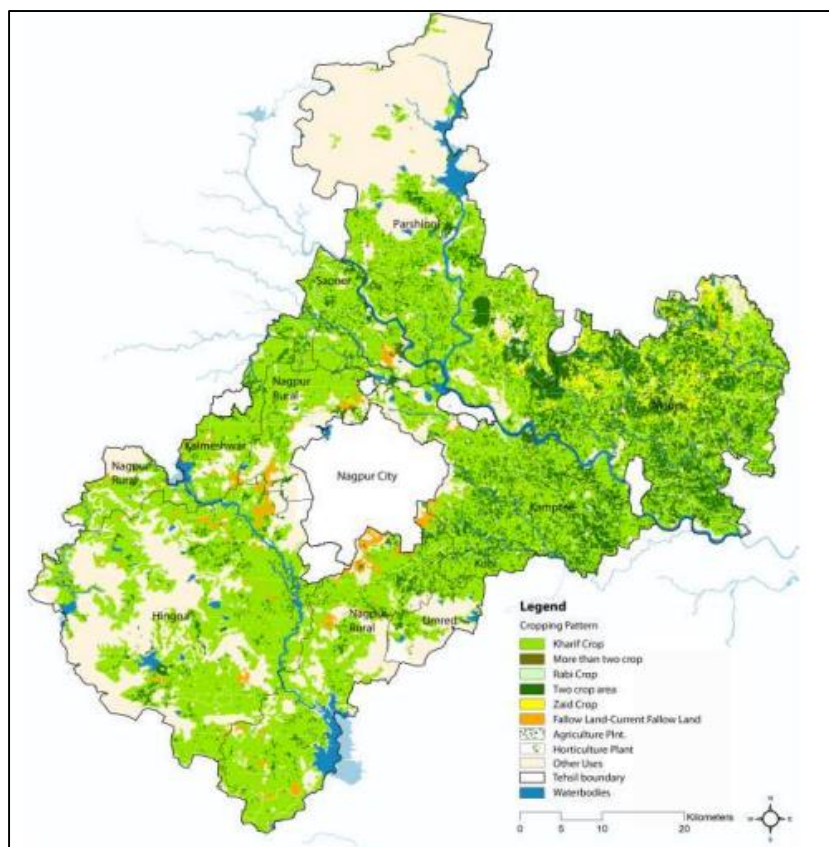 Parshioni
Saoner
Nagpur
Rural
Kalmeshwar
Nagpur
Rural
Nagpur City
Mouda
Kamptee
Kuhi
Hingna
Nagpur
Rural
Umred
Legend
Cropping Pattern
Kharif Crop
More than two crop
Rabi Crop
Two crop area
Zaid Crop
Fallow Land-Current Fallow Land
Agriculture Plnt.
Horticulture Plant
Other Uses
Tehsil boundary
Waterbodies
Kilometers
0 5 10 20
N
W E
S